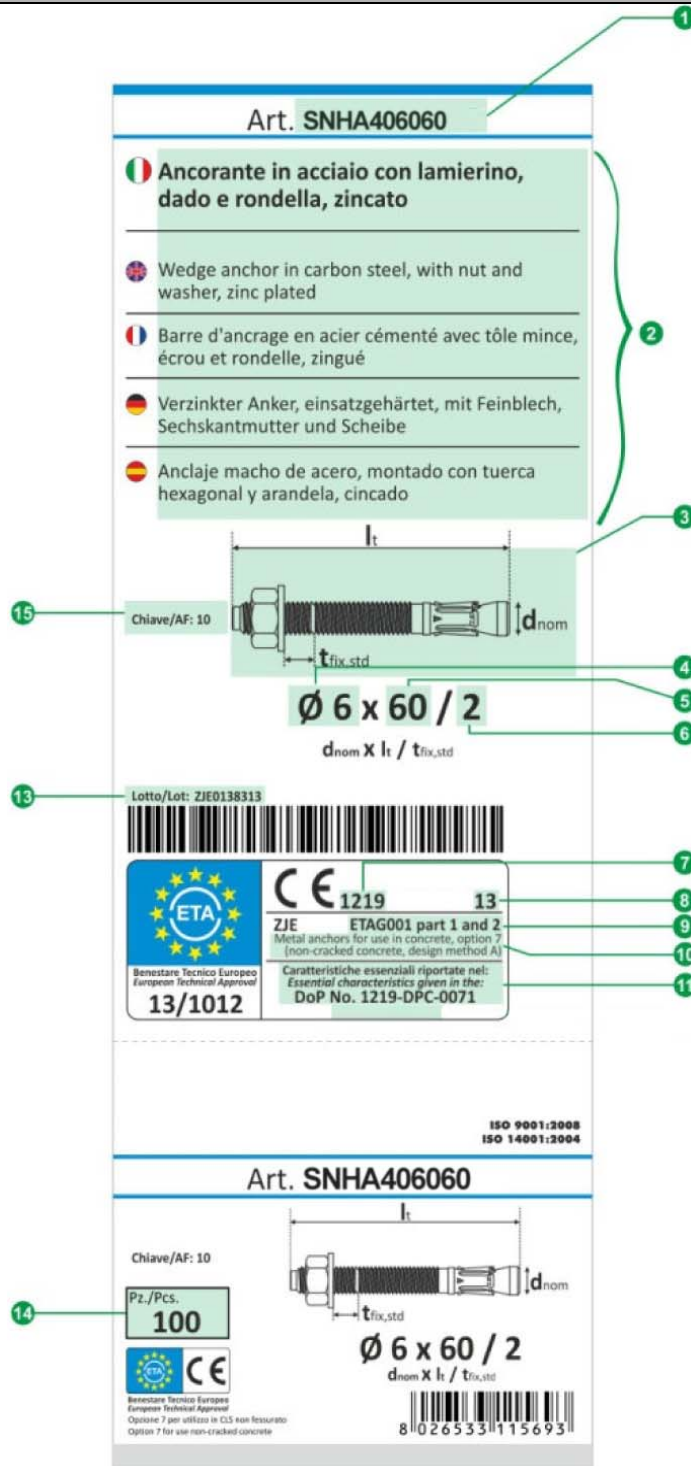 1
Art. SNHA406060
Ancorante in acciaio con lamierino,
dado e rondella, zincato
Wedge anchor in carbon steel, with nut and
washer, zinc plated
2
Barre d'ancrage en acier cémenté avec tôle mince,
écrou et rondelle, zingué
Verzinkter Anker, einsatzgehärtet, mit Feinblech,
Sechskantmutter und Scheibe
Anclaje macho de acero, montado con tuerca
hexagonal y arandela, cincado
3
lt
15
Chiave/AF: 10
dnom
tfix,std
4
Ø 6 x 60 / 2
5
6
dnom X lt / tfix,std
13
Lotto/Lot: ZJE0138313
7
CE
1219
13
8
ETA
ZJE
ETAG001 part 1 and 2
9
Metal anchors for use in concrete, option 7
(non-cracked concrete, design method A)
10
Benestare Tecnico Europeo
European Technical Approval
13/1012
Caratteristiche essenziali riportate nel:
Essential characteristics given in the:
DoP No. 1219-DPC-0071
11
ISO 9001:2008
ISO 14001:2004
Art. SNHA406060
lt
Chiave/AF: 10
dnom
tfix,std
14
Pz./Pcs.
100
Ø 6 x 60 / 2
dnom X lt / tfix,std
ETA
CE
Benestare Tecnico Europeo
European Technical Approval
Opzione 7 per utilizzo in CLS non fessurato
Option 7 for use non-cracked concrete
8 026533 115693